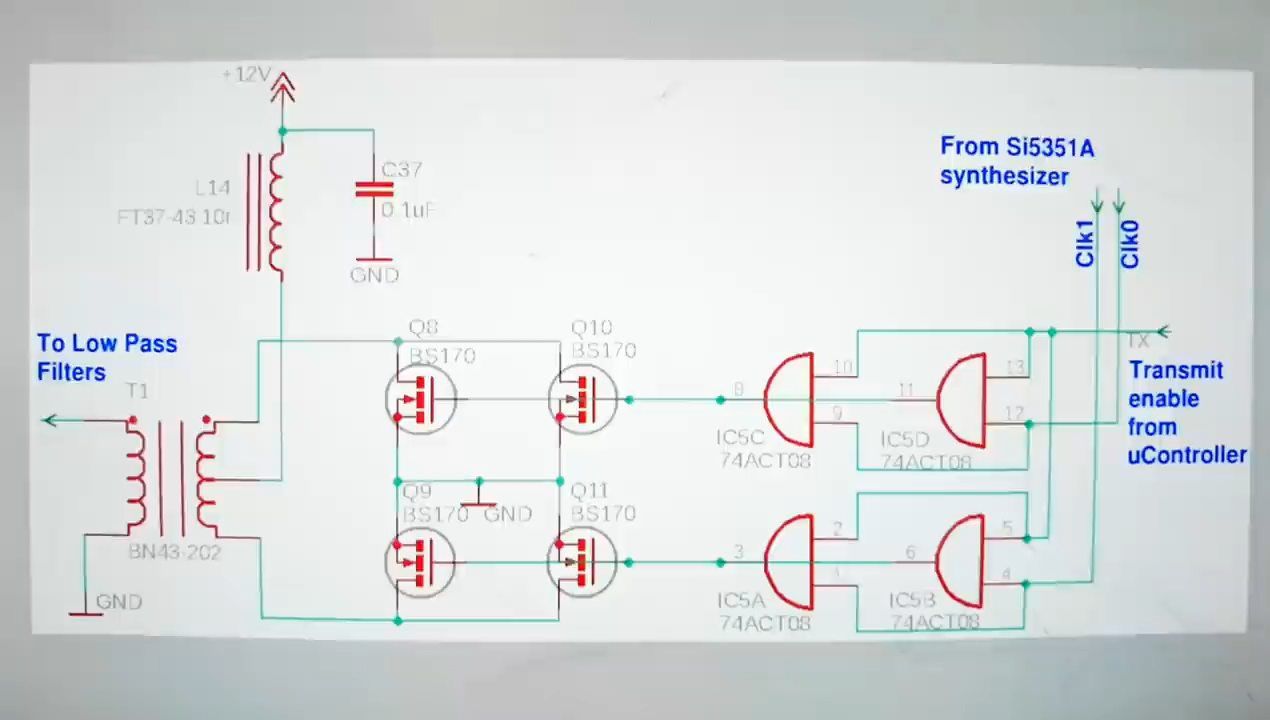 +12V
C37
0.1uF
L14
FT37-43 10t
GND
From Si5351A
synthesizer
Clk1
Clk0
To Low Pass
Filters
T1
BN43-202
GND
Q8
BS170
Q10
BS170
Q9
BS170
GND
Q11
BS170
8
10
9
IC5C
74ACT08
11
13
12
IC5D
74ACT08
3
2
1
IC5A
74ACT08
6
5
4
IC5B
74ACT08
TX
Transmit
enable
from
uController